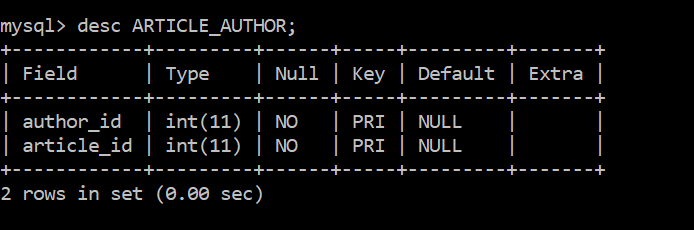 mysql> desc ARTICLE_AUTHOR;
+------------+---------+------+-----+---------+-------+
| Field      | Type    | Null | Key | Default | Extra |
+------------+---------+------+-----+---------+-------+
| author_id  | int(11) | NO   | PRI | NULL    |       |
| article_id | int(11) | NO   | PRI | NULL    |       |
+------------+---------+------+-----+---------+-------+
2 rows in set (0.00 sec)